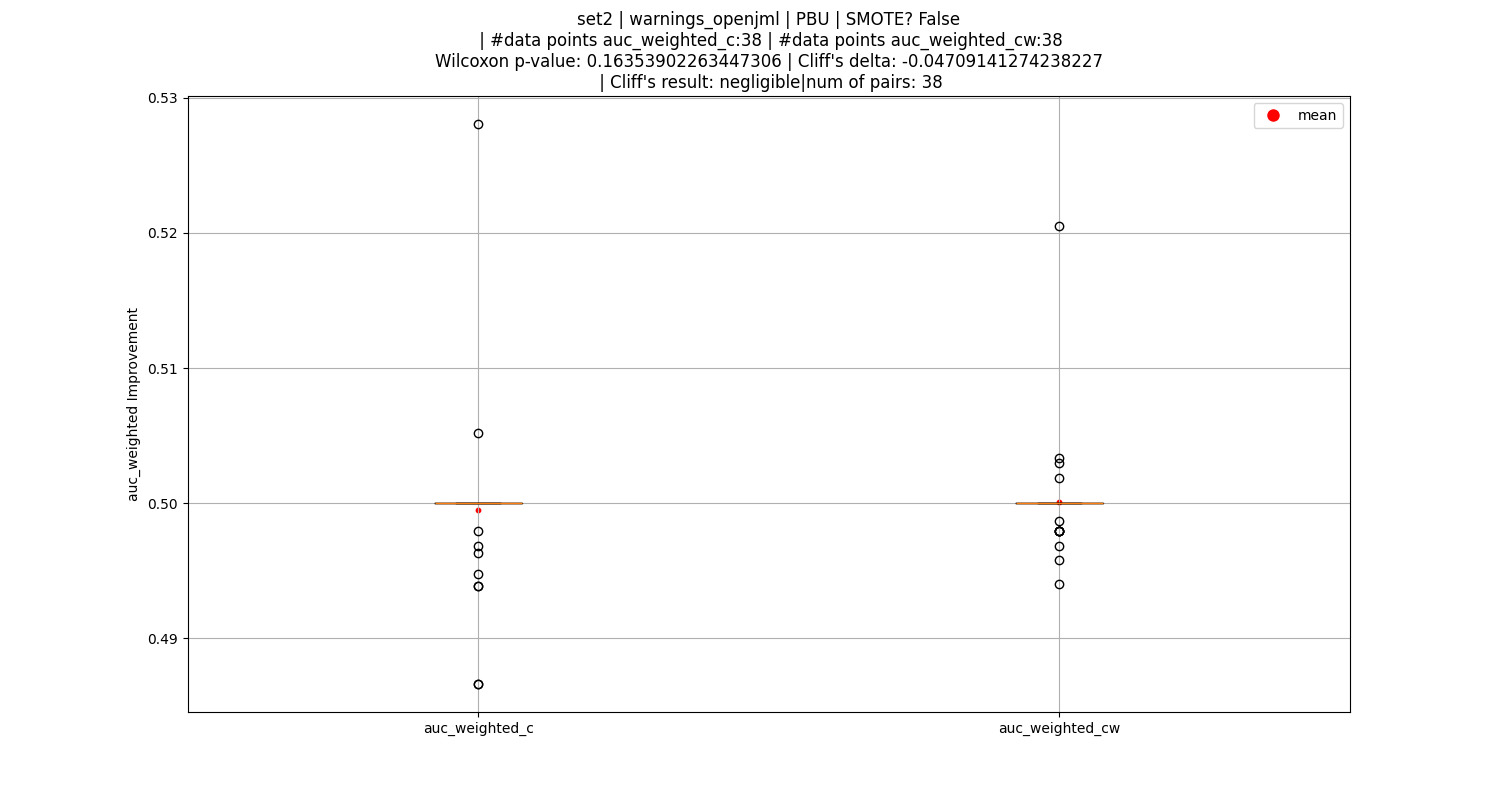 set2 | warnings_openjml | PBU | SMOTE? False
| #data points auc_weighted_c:38 | #data points auc_weighted_cw:38
Wilcoxon p-value: 0.16353902263447306 | Cliff's delta: -0.04709141274238227
| Cliff's result: negligible|num of pairs: 38
mean
0.53
0.52
0.51
0.50
0.49
auc_weighted Improvement
auc_weighted_c
auc_weighted_cw